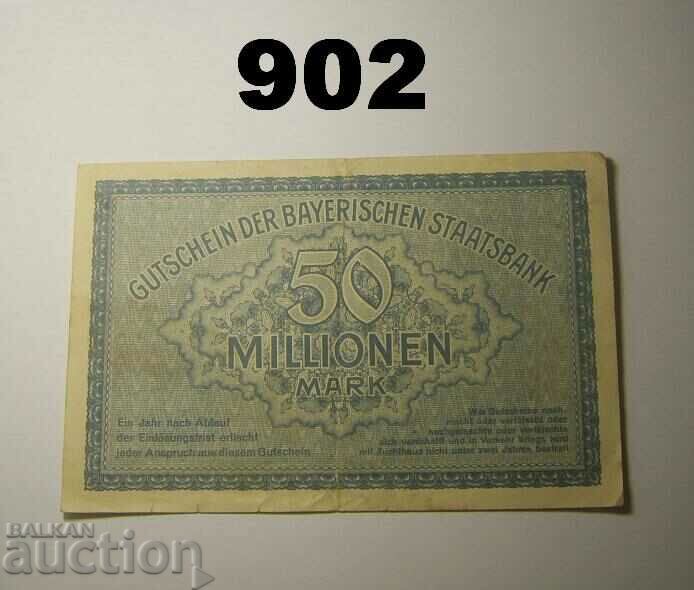 902
GUTSCHEIN DER BAYERISCHEN STAATSBANK
50
MILLIONEN
MARK
Ein Jahr nach Ablauf
der Einlösungsfrist erlischt
jeder Anspruch aus diesem Gutschein
Wer Gutscheine nach-
macht oder verfälscht oder
nachgemachte oder verfälschte
sich verschafft und in Verkehr bringt, wird
mit Zuchthaus nicht unter zwei Jahren bestraft
BALKAN
auction